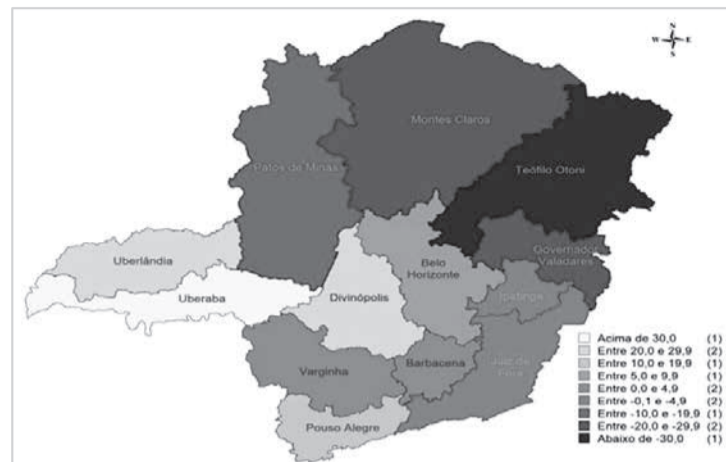 N
W E
S
Montes Claros
Patos de Minas
Teófilo Otoni
Uberlândia
Governador
Valadares
Belo
Horizonte
Uberaba
Divinópolis
Ipatinga
Juiz de
Fora
Varginha
Barbacena
Pouso Alegre
Acima de 30,0 (1)
Entre 20,0 e 29,9 (2)
Entre 10,0 e 19,9 (1)
Entre 5,0 e 9,9 (1)
Entre 0,0 e 4,9 (2)
Entre -0,1 e -4,9 (2)
Entre -10,0 e -19,9 (1)
Entre -20,0 e -29,9 (2)
Abaixo de -30,0 (1)